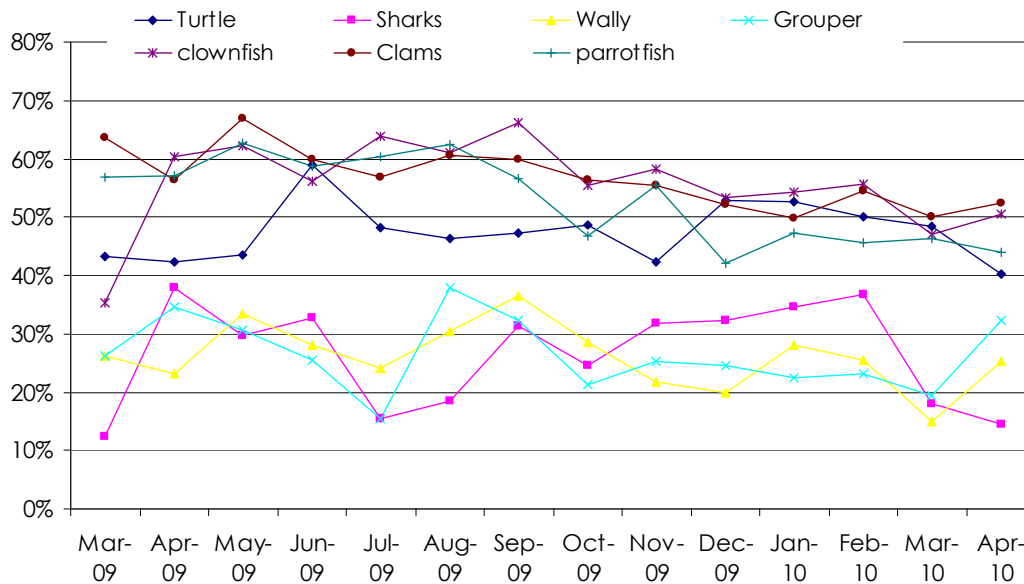 Turtle Sharks Wally Grouper
clownfish Clams parrotfish
80%
70%
60%
50%
40%
30%
20%
10%
0%
Mar- Apr- May- Jun- Jul- Aug- Sep- Oct- Nov- Dec- Jan- Feb- Mar- Apr-
09 09 09 09 09 09 09 09 09 09 10 10 10 10